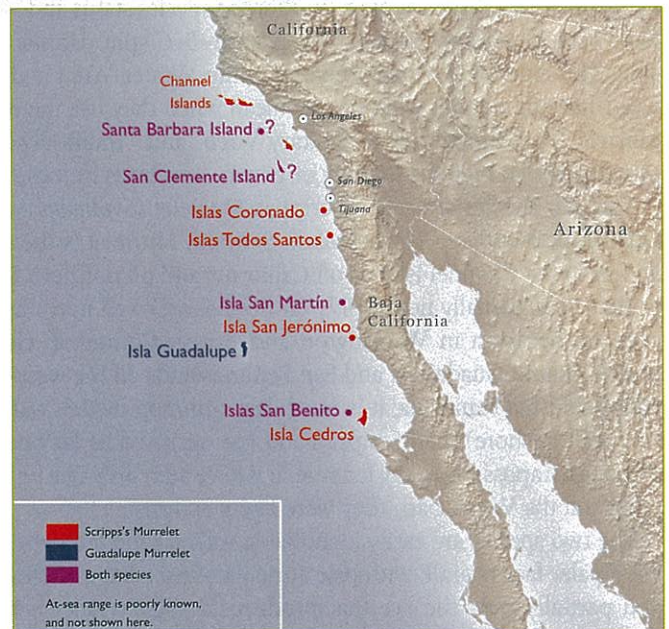 California
Channel
Islands
Los Angeles
Santa Barbara Island ?
San Clemente Island ?
San Diego
Tijuana
Islas Coronado
Islas Todos Santos
Arizona
Isla San Martín
Baja
California
Isla San Jerónimo
Isla Guadalupe
Islas San Benito
Isla Cedros
Scripps's Murrelet
Guadalupe Murrelet
Both species
At-sea range is poorly known,
and not shown here.